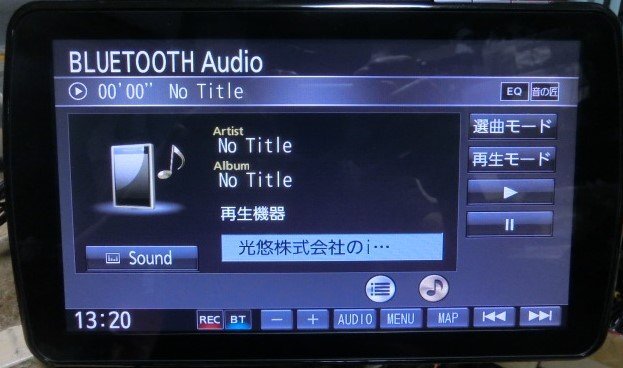 BLUETOOTH Audio
00'00" No Title
EQ 音の匠
Artist
No Title
Album
No Title
再生機器
光悠株式会社のi…
Sound
選曲モード
再生モード
13:20
REC BT － ＋ AUDIO MENU MAP